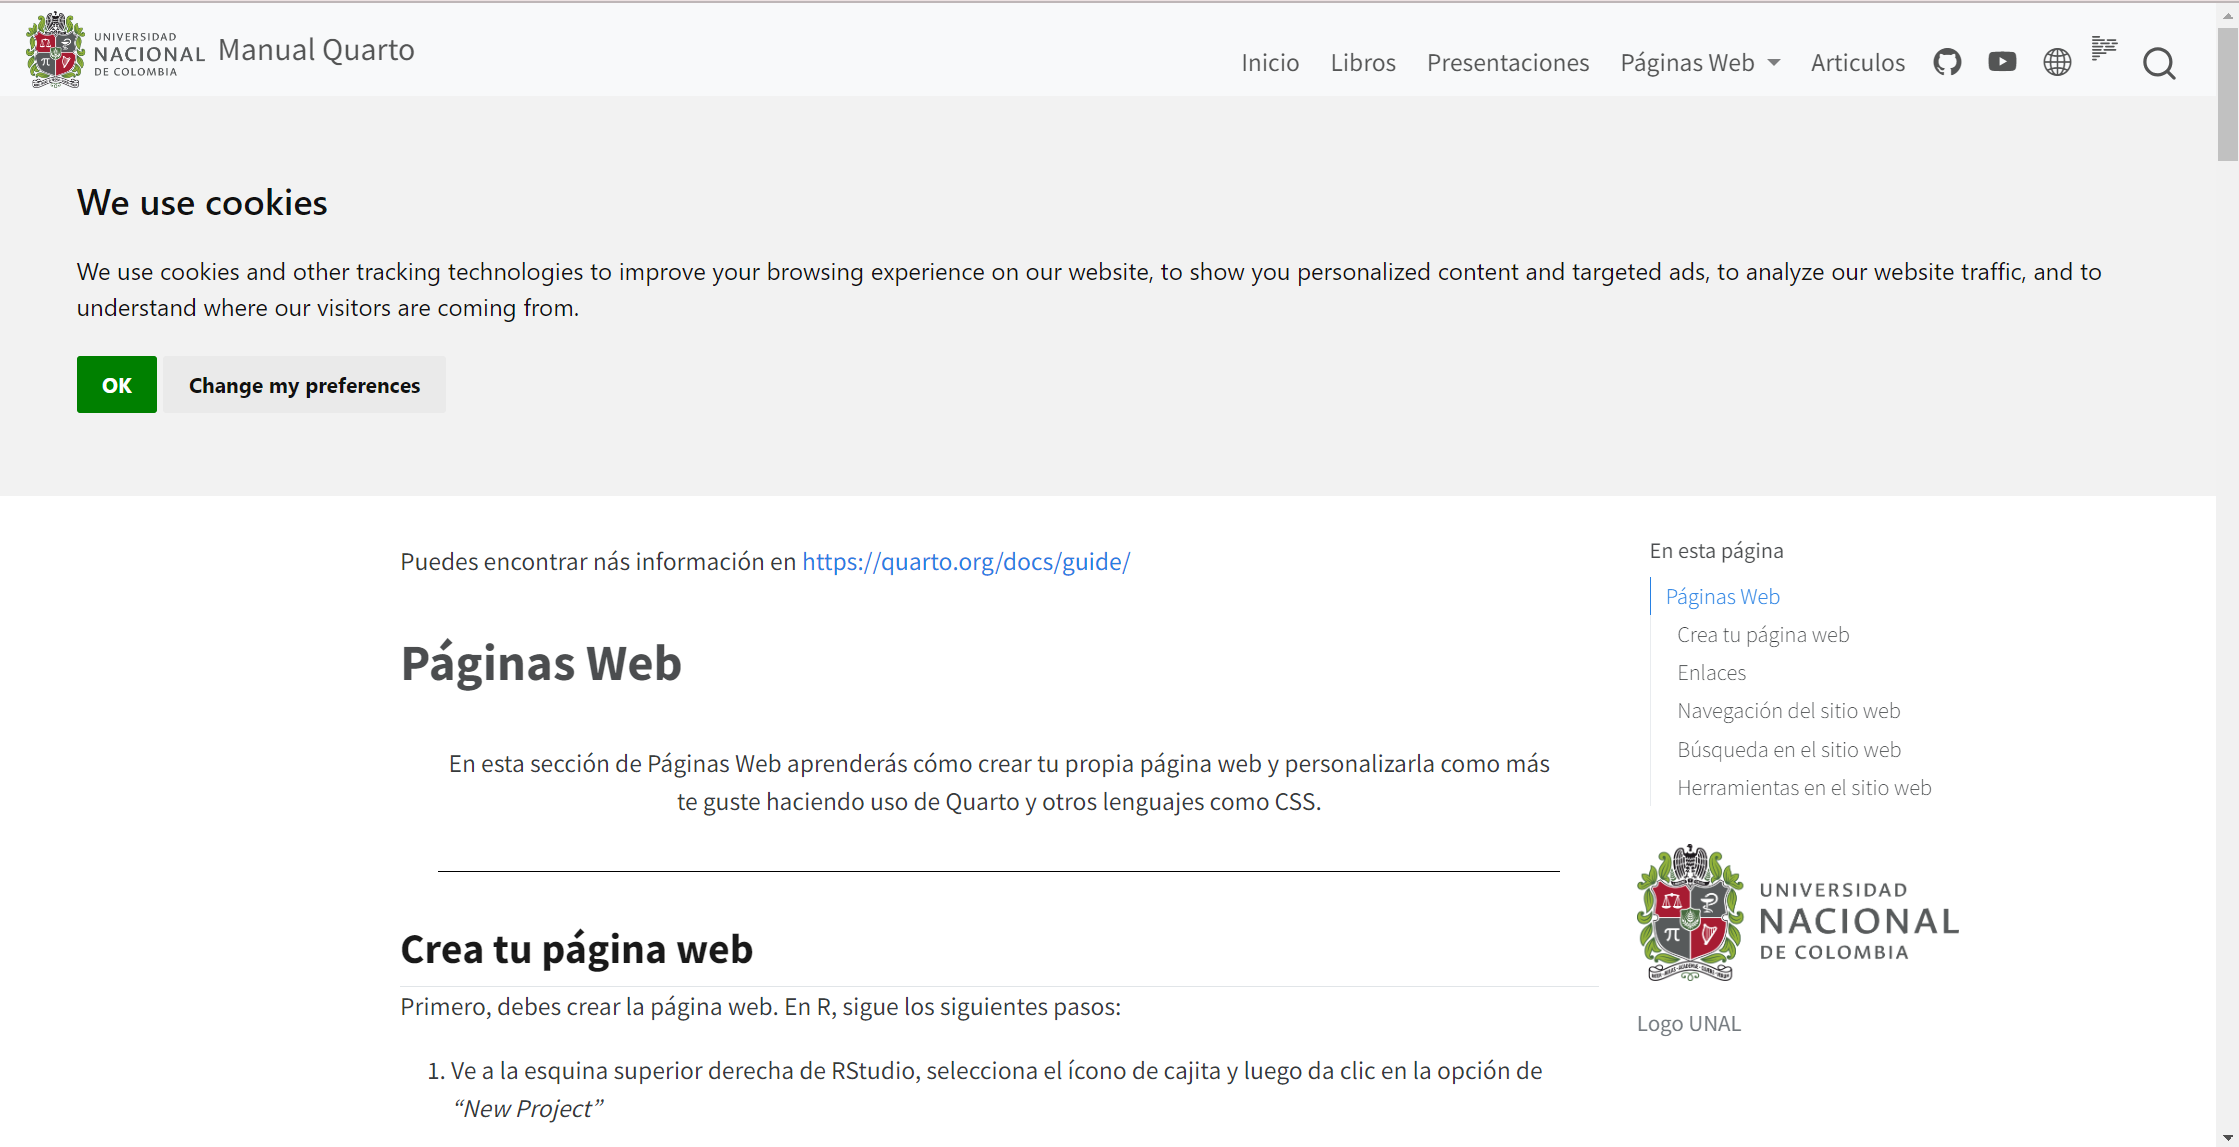 UNIVERSIDAD
NACIONAL
DE COLOMBIA
Manual Quarto
Inicio
Libros
Presentaciones
Páginas Web
Articulos
We use cookies
We use cookies and other tracking technologies to improve your browsing experience on our website, to show you personalized content and targeted ads, to analyze our website traffic, and to
understand where our visitors are coming from.
OK
Change my preferences
Puedes encontrar nás información en https://quarto.org/docs/guide/
Páginas Web
En esta sección de Páginas Web aprenderás cómo crear tu propia página web y personalizarla como más
te guste haciendo uso de Quarto y otros lenguajes como CSS.
Crea tu página web
Primero, debes crear la página web. En R, sigue los siguientes pasos:
1. Ve a la esquina superior derecha de RStudio, selecciona el ícono de cajita y luego da clic en la opción de
“New Project”
En esta página
Páginas Web
Crea tu página web
Enlaces
Navegación del sitio web
Búsqueda en el sitio web
Herramientas en el sitio web
UNIVERSIDAD
NACIONAL
DE COLOMBIA
Logo UNAL